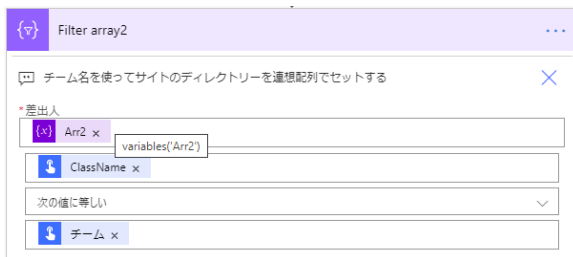 Filter array2
チーム名を使ってサイトのディレクトリーを連想配列でセットする
*差出人
Arr2 ×
variables('Arr2')
ClassName ×
次の値に等しい
チーム ×